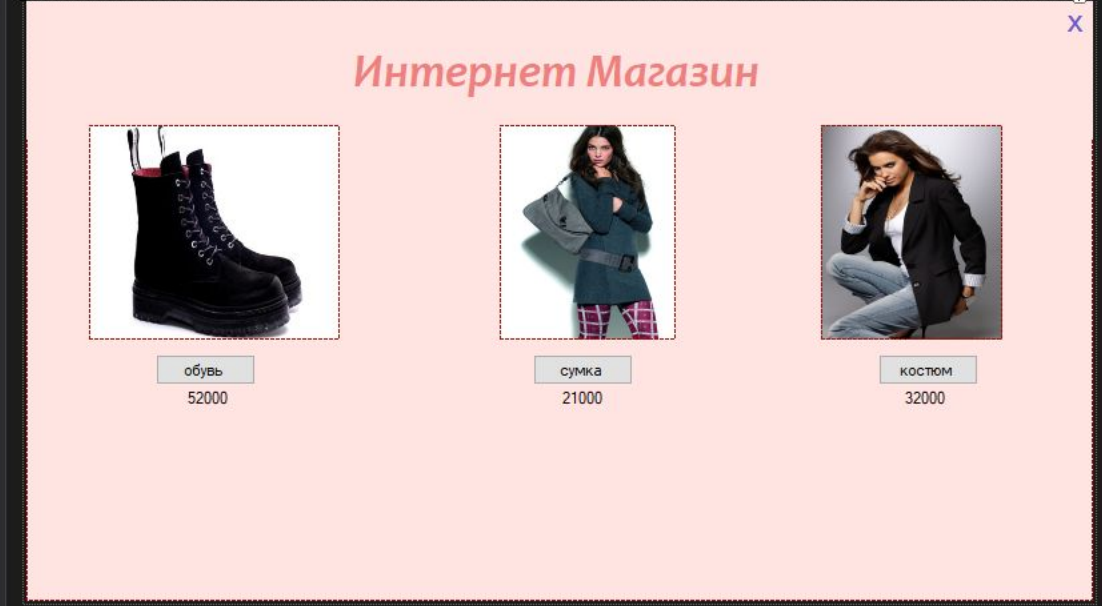 X
Интернет Магазин
обувь
сумка
костюм
52000
21000
32000